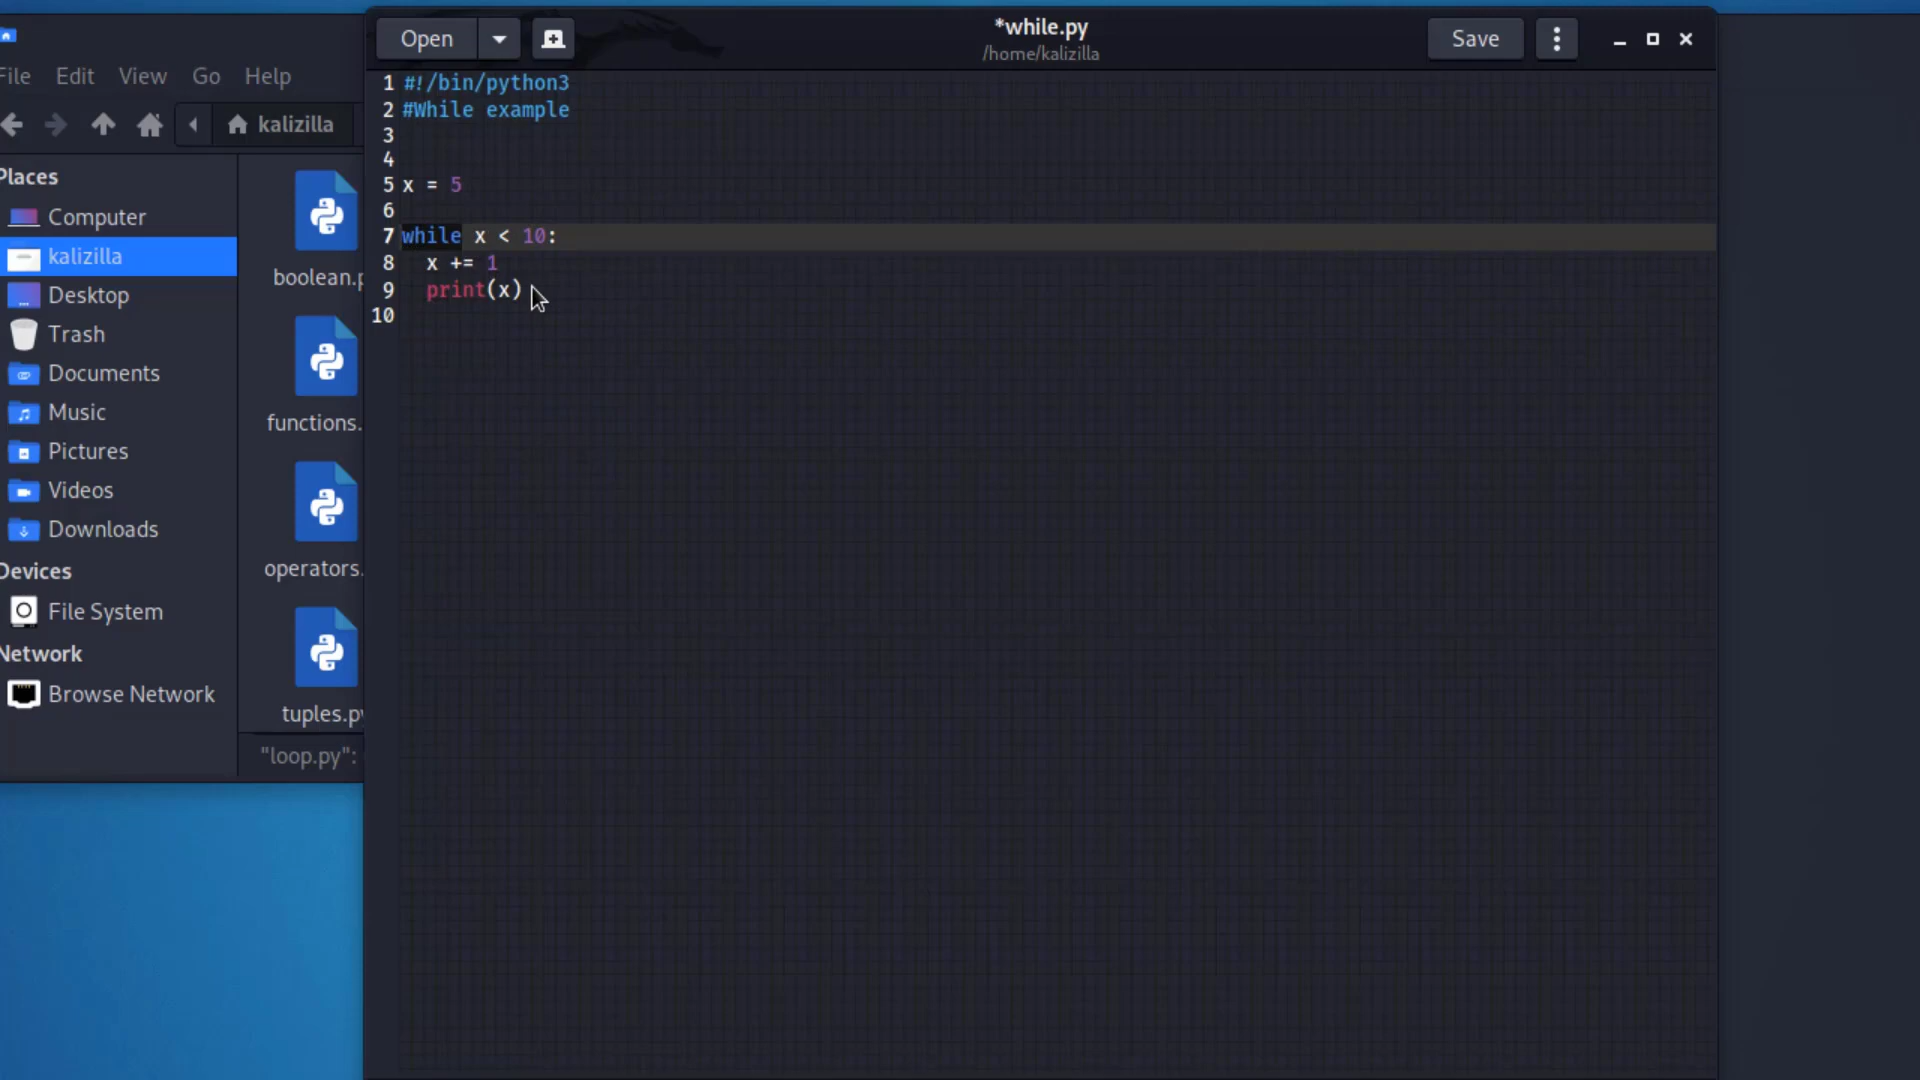 File Edit View Go Help
kalizilla
Places
Computer
kalizilla
Desktop
Trash
Documents
Music
Pictures
Videos
Downloads
Devices
File System
Network
Browse Network
boolean.p
functions.
operators.
tuples.py
"loop.py":
Open
*while.py
/home/kalizilla
Save
1 #!/bin/python3
2 #While example
3
4
5 x = 5
6
7 while x < 10:
8 x += 1
9 print(x)
10